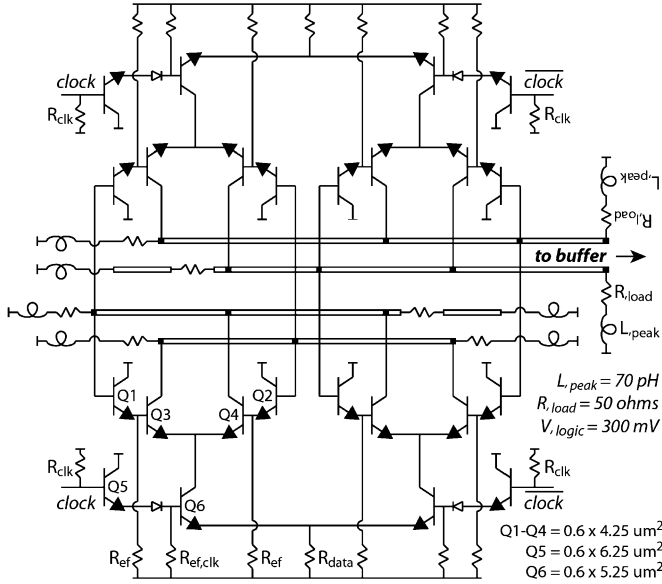 clock
clock
Rclk
Rclk
L,peak
R,load
to buffer
R,load
L,peak
Q1
Q2
Q3
Q4
L,peak = 70 pH
R,load = 50 ohms
V,logic = 300 mV
Rclk
Rclk
clock
Q5
Q6
clock
Q1-Q4 = 0.6 x 4.25 um2
Q5 = 0.6 x 6.25 um2
Q6 = 0.6 x 5.25 um2
Ref
Ref,clk
Ref
Rdata